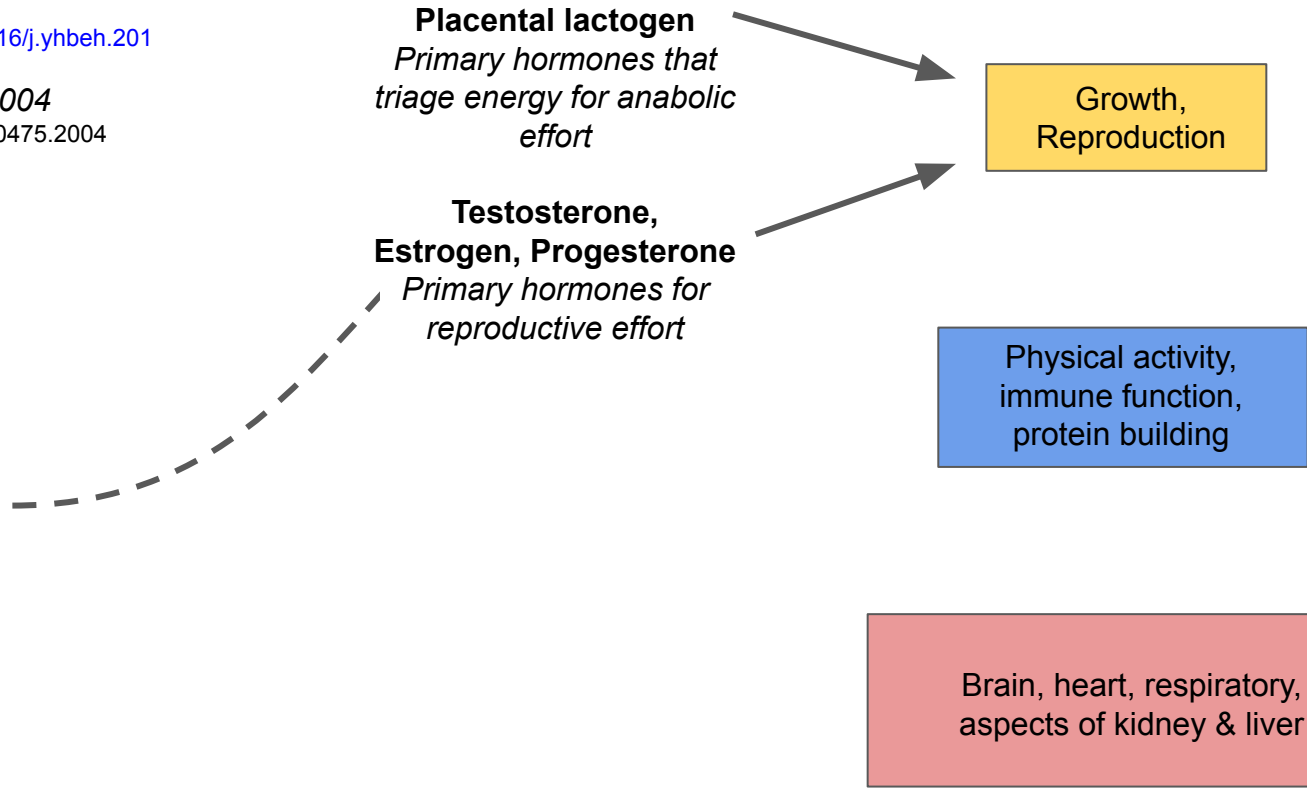 16/j.yhbeh.201
004
0475.2004
Placental lactogen
Primary hormones that
triage energy for anabolic
effort
Growth,
Reproduction
Testosterone,
Estrogen, Progesterone
Primary hormones for
reproductive effort
Physical activity,
immune function,
protein building
Brain, heart, respiratory,
aspects of kidney & liver